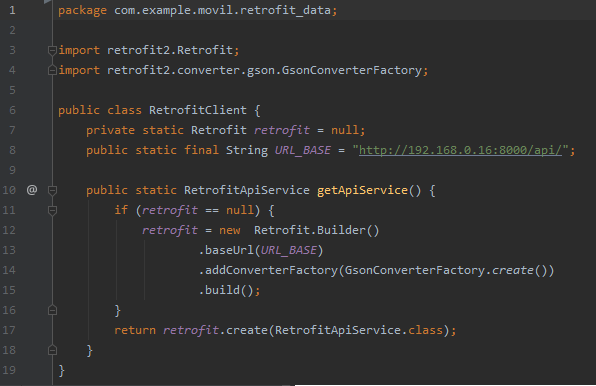 1 package com.example.movil.retrofit_data;
2
3 import retrofit2.Retrofit;
4 import retrofit2.converter.gson.GsonConverterFactory;
5
6 public class RetrofitClient {
7     private static Retrofit retrofit = null;
8     public static final String URL_BASE = "http://192.168.0.16:8000/api/";
9
10 @     public static RetrofitApiService getApiService() {
11         if (retrofit == null) {
12             retrofit = new  Retrofit.Builder()
13                     .baseUrl(URL_BASE)
14                     .addConverterFactory(GsonConverterFactory.create())
15                     .build();
16         }
17         return retrofit.create(RetrofitApiService.class);
18     }
19 }